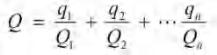 Q = q₁/Q₁ + q₂/Q₂ + ⋯ qₙ/Qₙ